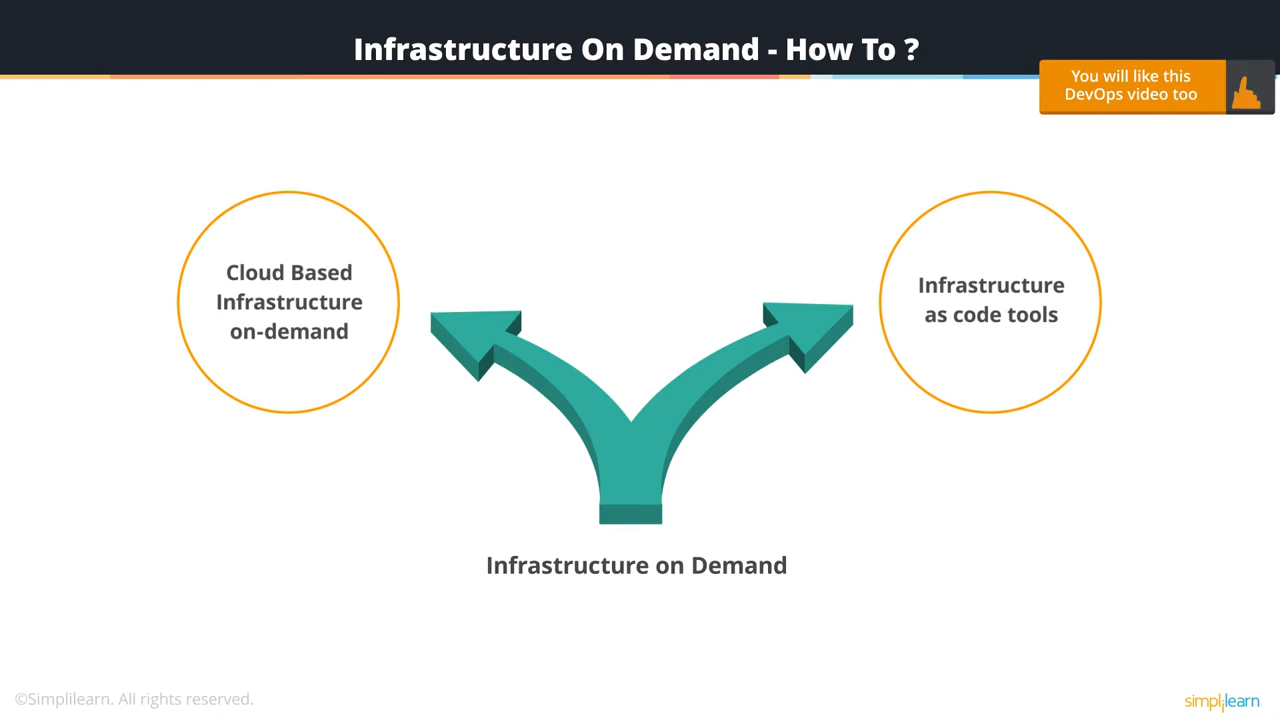 Infrastructure On Demand - How To ?
You will like this
DevOps video too
Cloud Based
Infrastructure
on-demand
Infrastructure
as code tools
Infrastructure on Demand
©Simplilearn. All rights reserved.
simplilearn